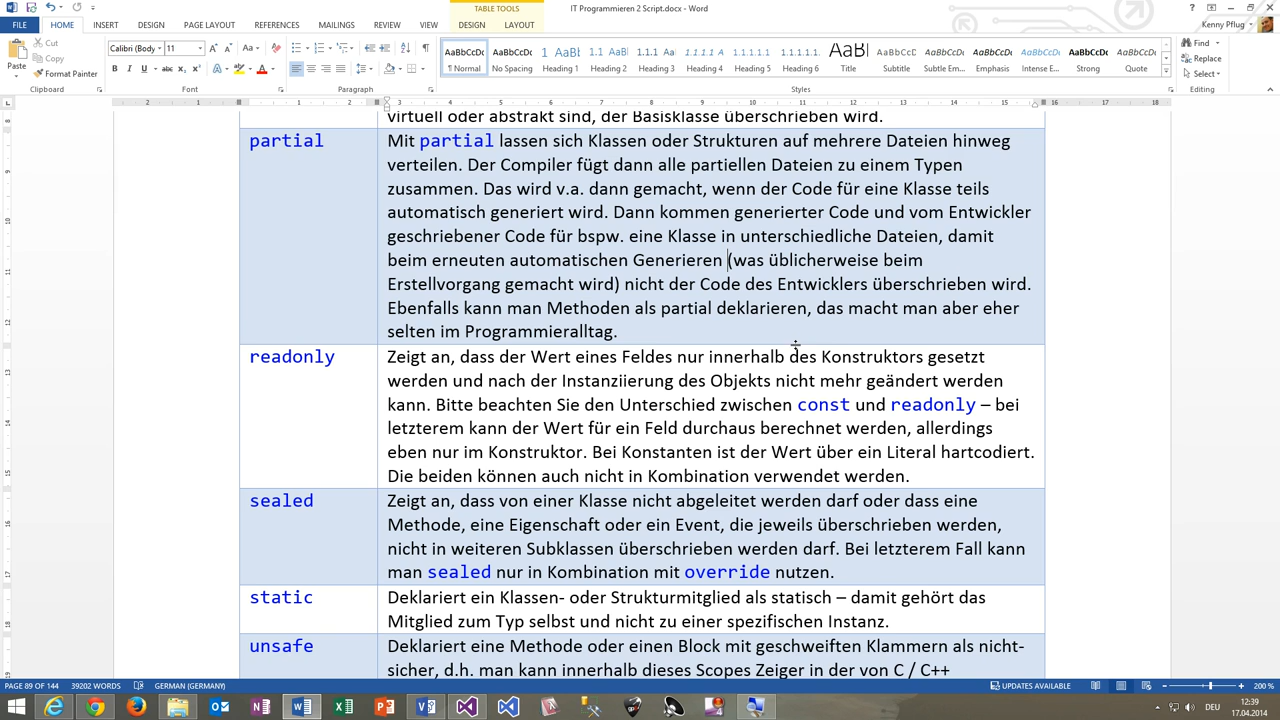 TABLE TOOLS
IT Programmieren 2 Script.docx - Word
FILE HOME INSERT DESIGN PAGE LAYOUT REFERENCES MAILINGS REVIEW VIEW DESIGN LAYOUT Kenny Pflug
Paste
Cut
Copy
Format Painter
Clipboard
Calibri (Body 11
Font
Paragraph
AaBbCcDc AaBbCcDc 1 AaBb 1.1 AaBb 1.1.1 AaB
¶ Normal No Spacing Heading 1 Heading 2 Heading 3 Heading 4 Heading 5 Heading 6 Title Subtitle Subtle Em... Emphasis Intense E... Strong Quote
Styles
Find
Replace
Select
Editing
virtuell oder abstrakt sind, der Basisklasse überschrieben wird.
partial
Mit partial lassen sich Klassen oder Strukturen auf mehrere Dateien hinweg
verteilen. Der Compiler fügt dann alle partiellen Dateien zu einem Typen
zusammen. Das wird v.a. dann gemacht, wenn der Code für eine Klasse teils
automatisch generiert wird. Dann kommen generierter Code und vom Entwickler
geschriebener Code für bspw. eine Klasse in unterschiedliche Dateien, damit
beim erneuten automatischen Generieren (was üblicherweise beim
Erstellvorgang gemacht wird) nicht der Code des Entwicklers überschrieben wird.
Ebenfalls kann man Methoden als partial deklarieren, das macht man aber eher
selten im Programmieralltag.
readonly
Zeigt an, dass der Wert eines Feldes nur innerhalb des Konstruktors gesetzt
werden und nach der Instanziierung des Objekts nicht mehr geändert werden
kann. Bitte beachten Sie den Unterschied zwischen const und readonly – bei
letzterem kann der Wert für ein Feld durchaus berechnet werden, allerdings
eben nur im Konstruktor. Bei Konstanten ist der Wert über ein Literal hartcodiert.
Die beiden können auch nicht in Kombination verwendet werden.
sealed
Zeigt an, dass von einer Klasse nicht abgeleitet werden darf oder dass eine
Methode, eine Eigenschaft oder ein Event, die jeweils überschrieben werden,
nicht in weiteren Subklassen überschrieben werden darf. Bei letzterem Fall kann
man sealed nur in Kombination mit override nutzen.
static
Deklariert ein Klassen- oder Strukturmitglied als statisch – damit gehört das
Mitglied zum Typ selbst und nicht zu einer spezifischen Instanz.
unsafe
Deklariert eine Methode oder einen Block mit geschweiften Klammern als nicht-
sicher, d.h. man kann innerhalb dieses Scopes Zeiger in der von C / C++
PAGE 89 OF 144 39202 WORDS GERMAN (GERMANY) UPDATES AVAILABLE 200 %
DEU
12:39
17.04.2014